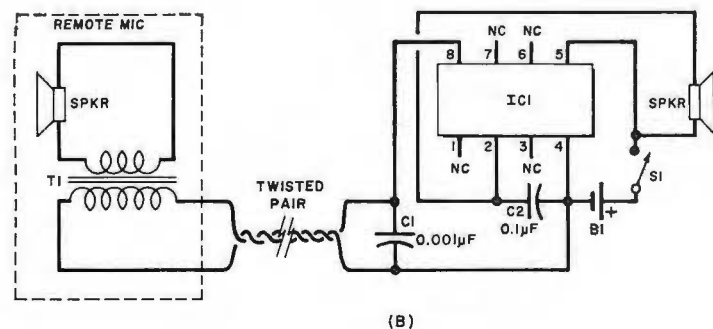 REMOTE MIC
SPKR
T1
TWISTED
PAIR
C1
0.001µF
NC NC
8 7 6 5
IC1
1 2 3 4
NC NC
C2
0.1µF
B1
+
S1
SPKR
(B)